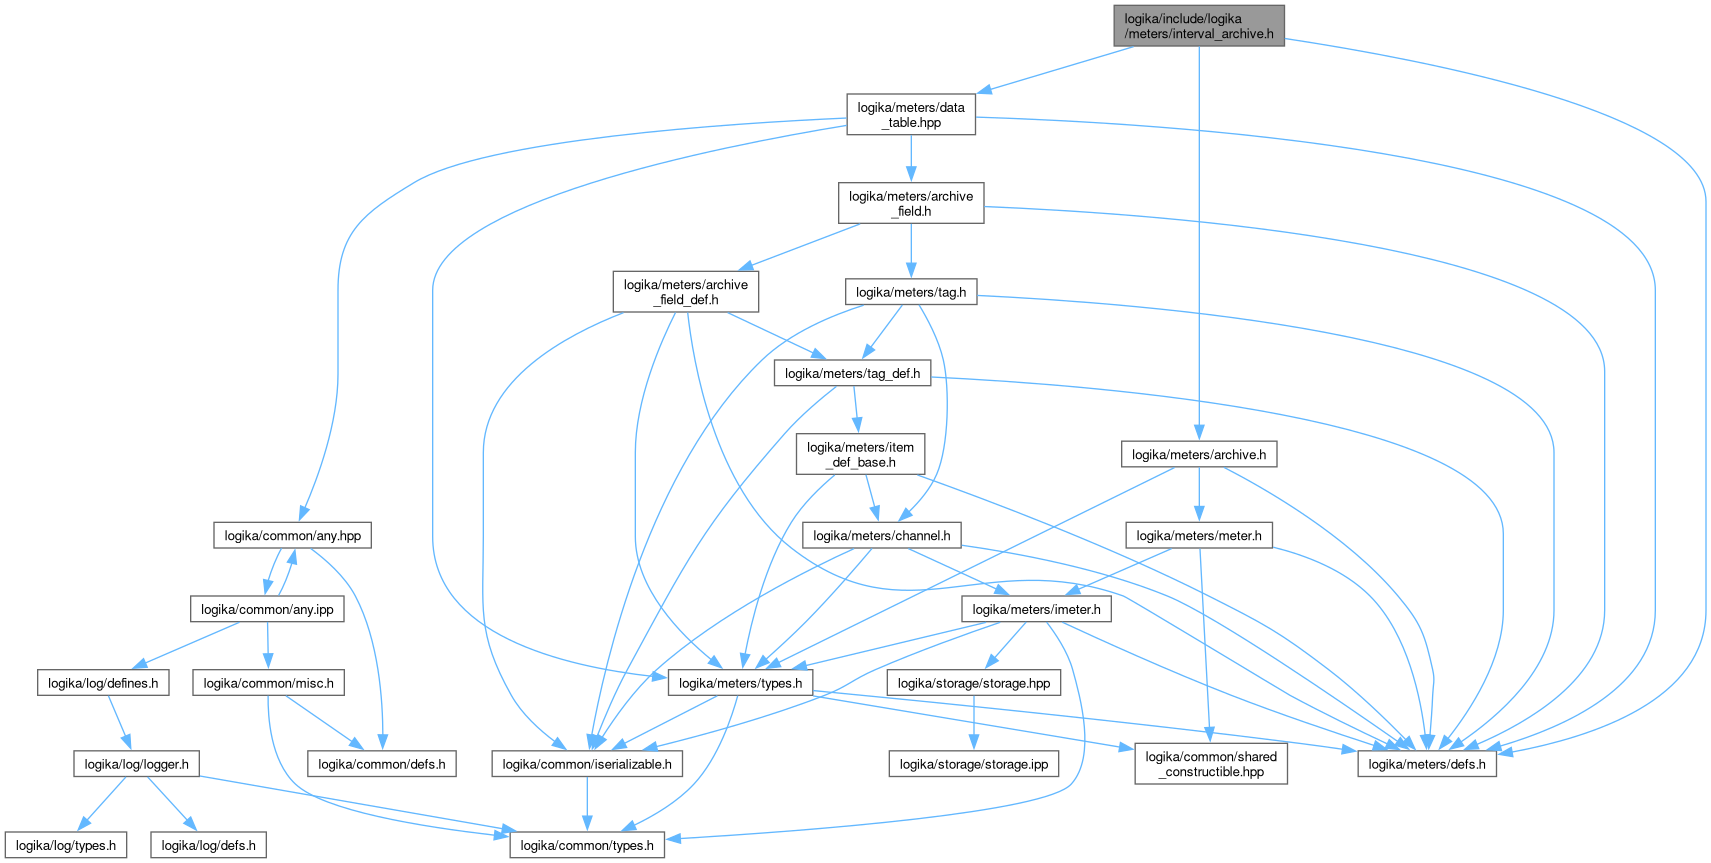 logika/include/logika
/meters/interval_archive.h
logika/meters/data
_table.hpp
logika/meters/archive
_field.h
logika/meters/archive
_field_def.h
logika/meters/tag.h
logika/meters/tag_def.h
logika/meters/item
_def_base.h
logika/meters/archive.h
logika/common/any.hpp
logika/meters/channel.h
logika/meters/meter.h
logika/common/any.ipp
logika/meters/imeter.h
logika/log/defines.h
logika/common/misc.h
logika/meters/types.h
logika/storage/storage.hpp
logika/log/logger.h
logika/common/defs.h
logika/common/iserializable.h
logika/storage/storage.ipp
logika/common/shared
_constructible.hpp
logika/meters/defs.h
logika/log/types.h
logika/log/defs.h
logika/common/types.h